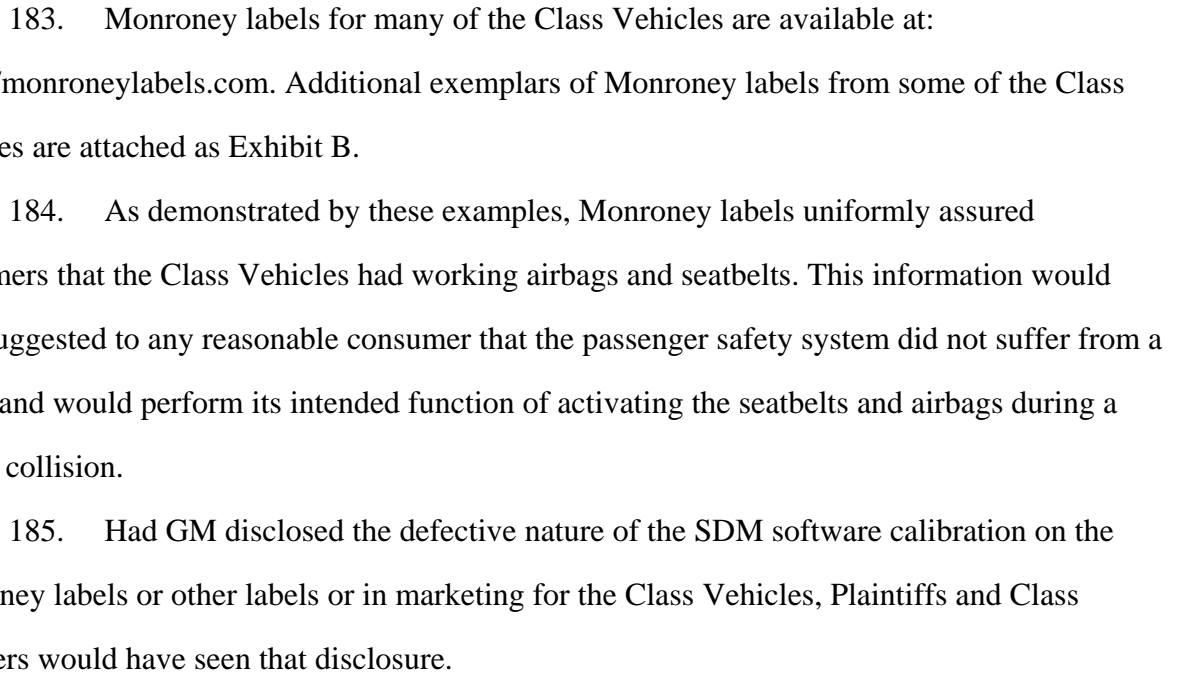 183. Monroney labels for many of the Class Vehicles are available at:
/monroneylabels.com. Additional exemplars of Monroney labels from some of the Class
es are attached as Exhibit B.
184. As demonstrated by these examples, Monroney labels uniformly assured
mers that the Class Vehicles had working airbags and seatbelts. This information would
uggested to any reasonable consumer that the passenger safety system did not suffer from a
and would perform its intended function of activating the seatbelts and airbags during a
collision.
185. Had GM disclosed the defective nature of the SDM software calibration on the
ney labels or other labels or in marketing for the Class Vehicles, Plaintiffs and Class
ers would have seen that disclosure.